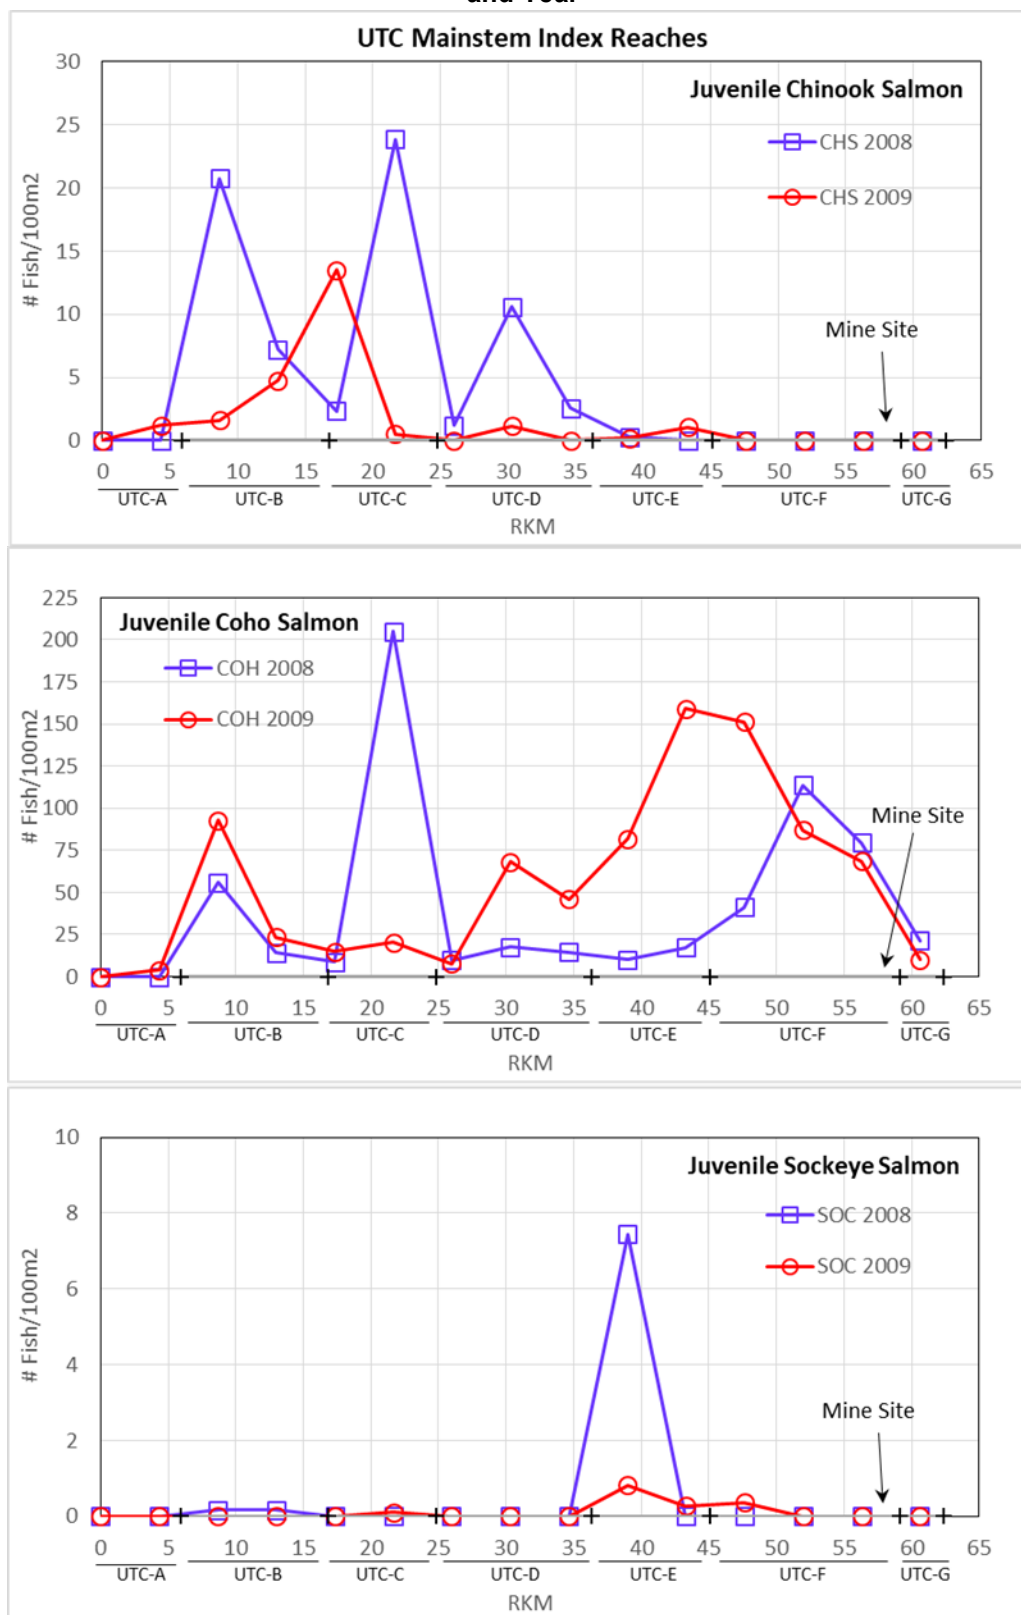 and Year
UTC Mainstem Index Reaches
30
Juvenile Chinook Salmon
25
CHS 2008
20
CHS 2009
15
# Fish/100m2
10
Mine Site
5
0
0 5 10 15 20 25 30 35 40 45 50 55 60 65
UTC-A UTC-B UTC-C UTC-D UTC-E UTC-F UTC-G
RKM
225
Juvenile Coho Salmon
200
COH 2008
175
COH 2009
150
125
# Fish/100m2
100
Mine Site
75
50
25
0
0 5 10 15 20 25 30 35 40 45 50 55 60 65
UTC-A UTC-B UTC-C UTC-D UTC-E UTC-F UTC-G
RKM
10
Juvenile Sockeye Salmon
8
SOC 2008
SOC 2009
6
# Fish/100m2
4
Mine Site
2
0
0 5 10 15 20 25 30 35 40 45 50 55 60 65
UTC-A UTC-B UTC-C UTC-D UTC-E UTC-F UTC-G
RKM